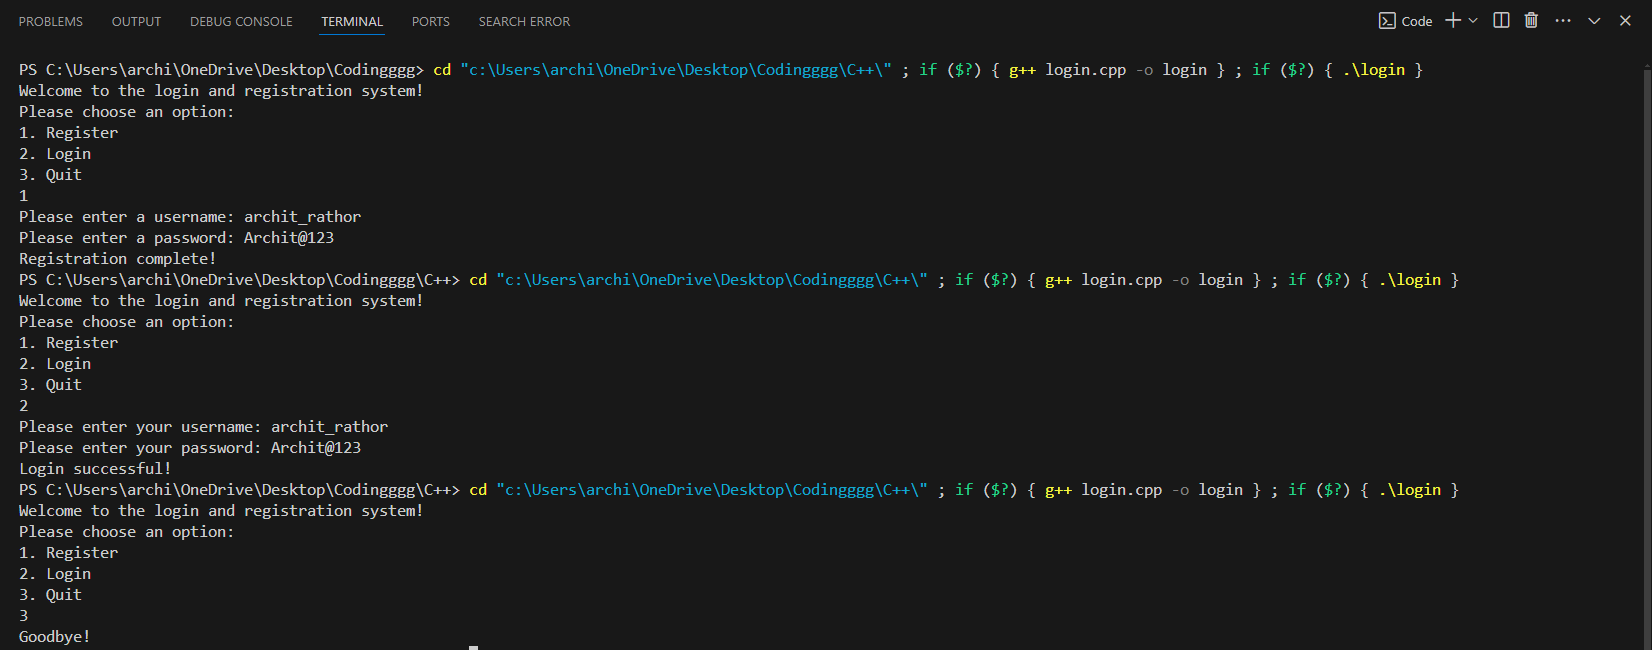 PROBLEMS OUTPUT DEBUG CONSOLE TERMINAL PORTS SEARCH ERROR Code
PS C:\Users\archi\OneDrive\Desktop\Codingggg> cd "c:\Users\archi\OneDrive\Desktop\Codingggg\C++\" ; if ($?) { g++ login.cpp -o login } ; if ($?) { .\login }
Welcome to the login and registration system!
Please choose an option:
1. Register
2. Login
3. Quit
1
Please enter a username: archit_rathor
Please enter a password: Archit@123
Registration complete!
PS C:\Users\archi\OneDrive\Desktop\Codingggg\C++> cd "c:\Users\archi\OneDrive\Desktop\Codingggg\C++\" ; if ($?) { g++ login.cpp -o login } ; if ($?) { .\login }
Welcome to the login and registration system!
Please choose an option:
1. Register
2. Login
3. Quit
2
Please enter your username: archit_rathor
Please enter your password: Archit@123
Login successful!
PS C:\Users\archi\OneDrive\Desktop\Codingggg\C++> cd "c:\Users\archi\OneDrive\Desktop\Codingggg\C++\" ; if ($?) { g++ login.cpp -o login } ; if ($?) { .\login }
Welcome to the login and registration system!
Please choose an option:
1. Register
2. Login
3. Quit
3
Goodbye!